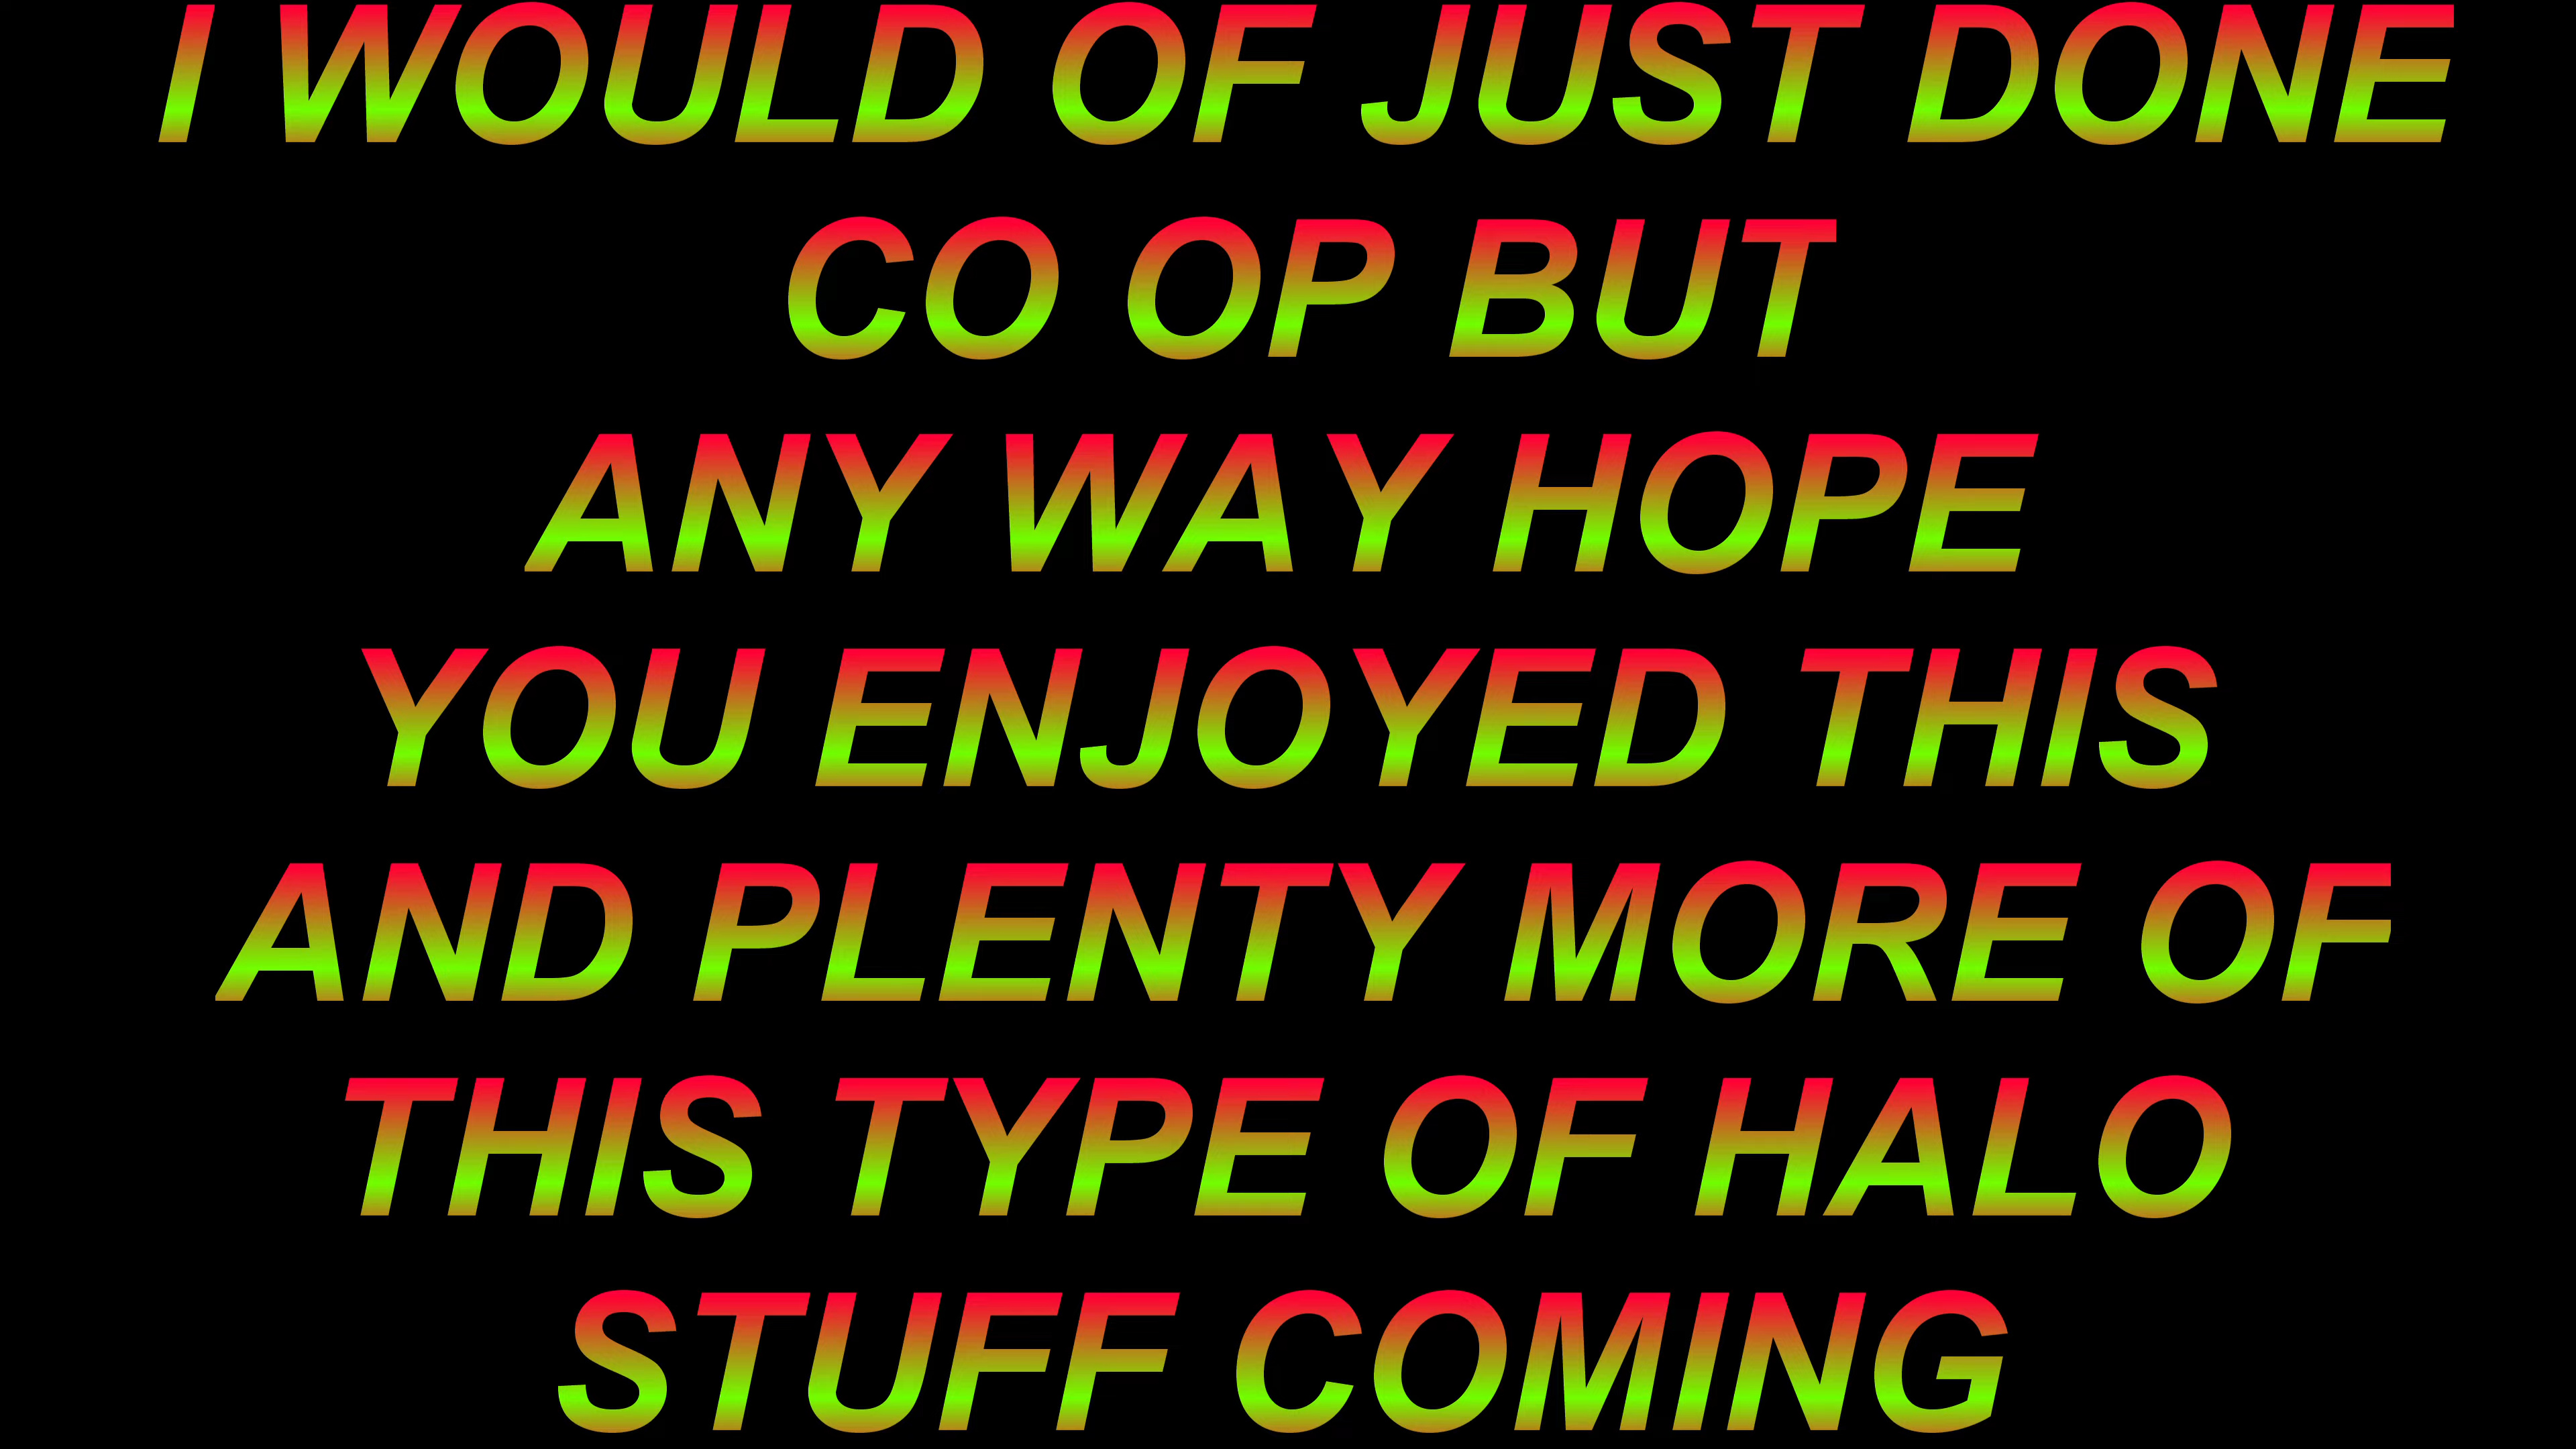 I WOULD OF JUST DONE
CO OP BUT
ANY WAY HOPE
YOU ENJOYED THIS
AND PLENTY MORE OF
THIS TYPE OF HALO
STUFF COMING